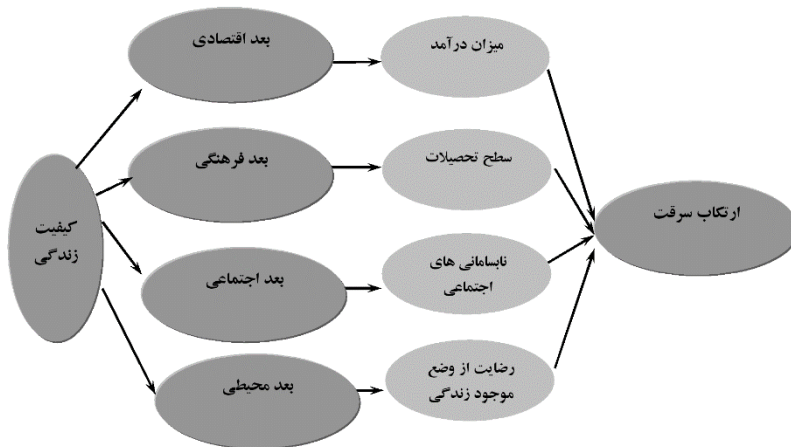 بعد اقتصادی
میزان درآمد
بعد فرهنگی
سطح تحصیلات
کیفیت
زندگی
ارتکاب سرقت
بعد اجتماعی
نابسامانی های
اجتماعی
بعد محیطی
رضایت از وضع
موجود زندگی